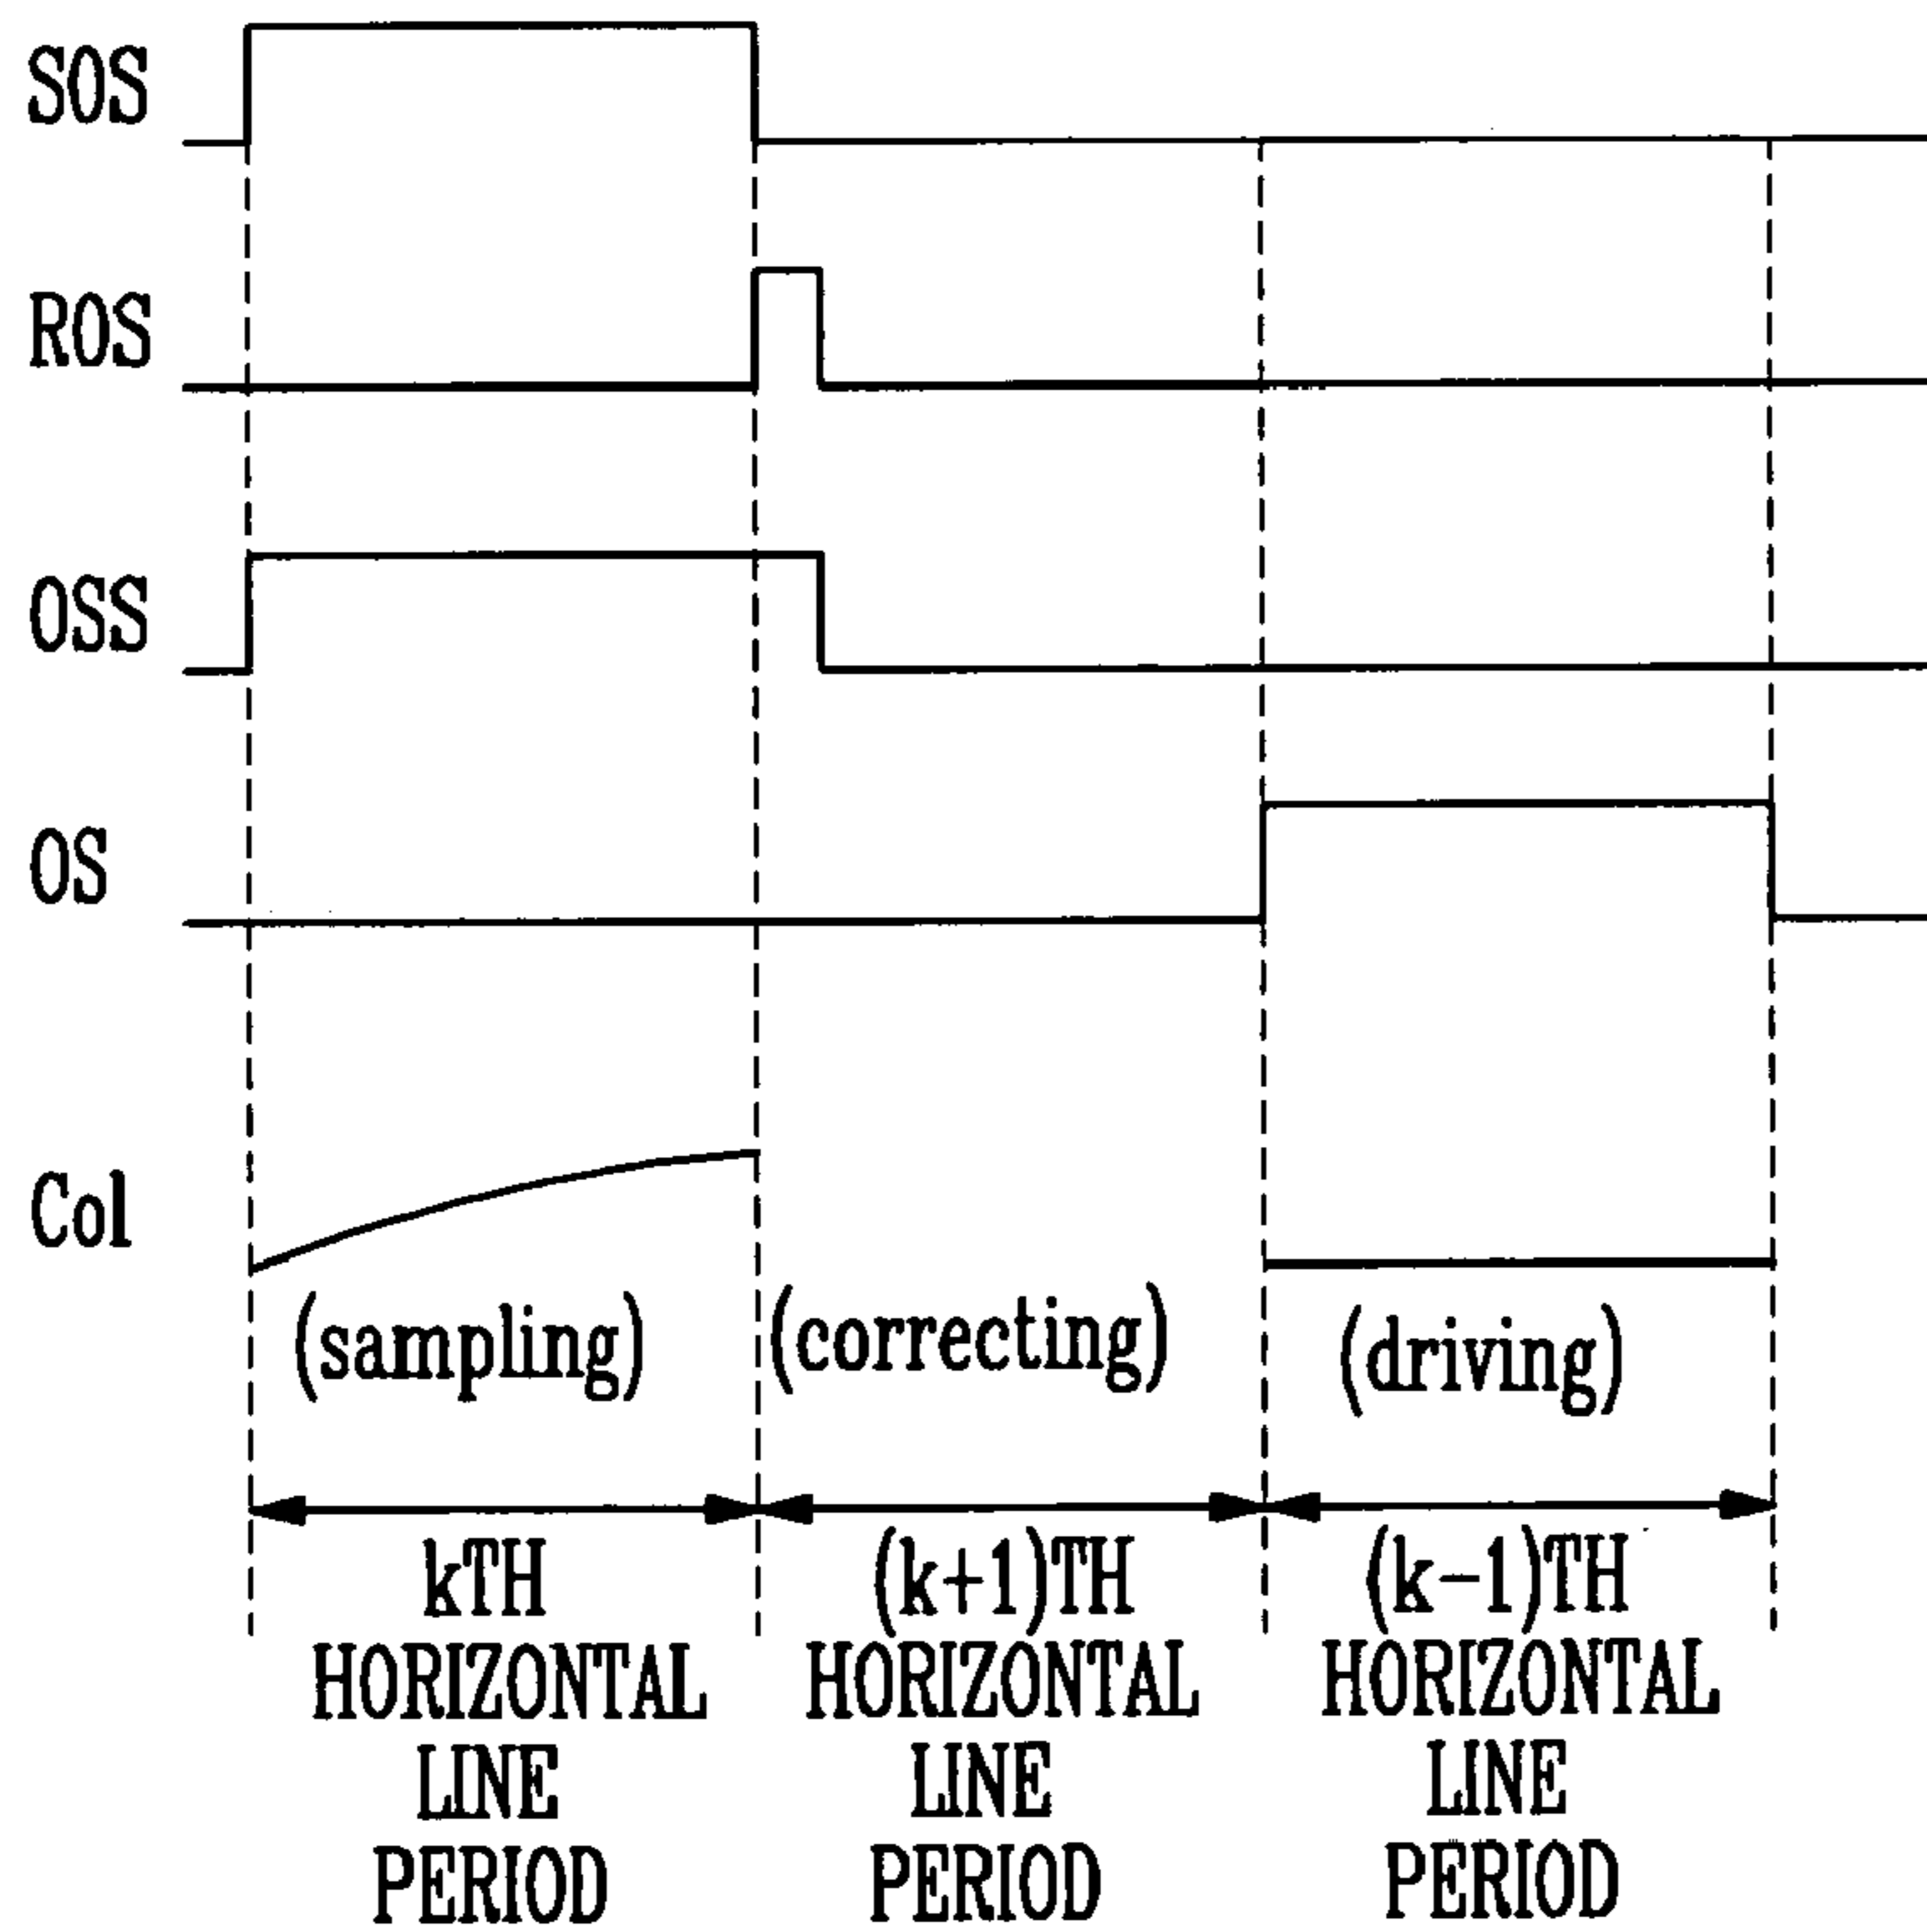 SOS
ROS
OSS
OS
Col
(sampling) (correcting) (driving)
kTH (k+1)TH (k-1)TH
HORIZONTAL HORIZONTAL HORIZONTAL
LINE LINE LINE
PERIOD PERIOD PERIOD